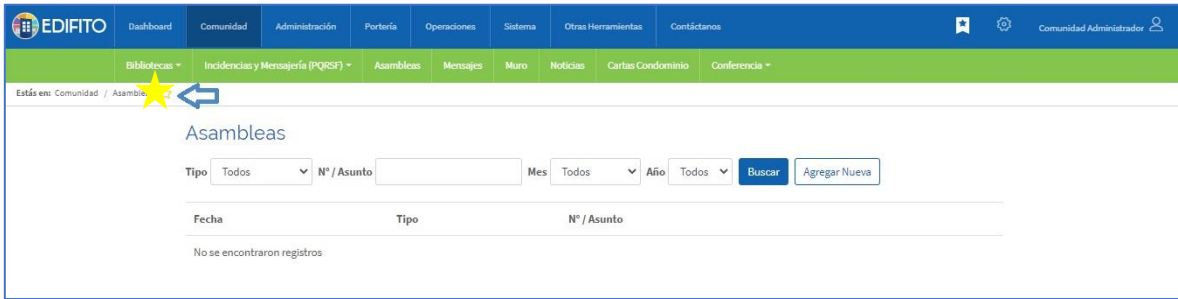 EDIFITO Dashboard Comunidad Administración Portería Operaciones Sistema Otras Herramientas Contáctanos Comunidad Administrador
Bibliotecas Incidencias y Mensajería (PQRSF) Asambleas Mensajes Muro Noticias Cartas Condominio Conferencia
Estás en: Comunidad / Asamble
Asambleas
Tipo Todos N° / Asunto Mes Todos Año Todos Buscar Agregar Nueva
Fecha Tipo N° / Asunto
No se encontraron registros